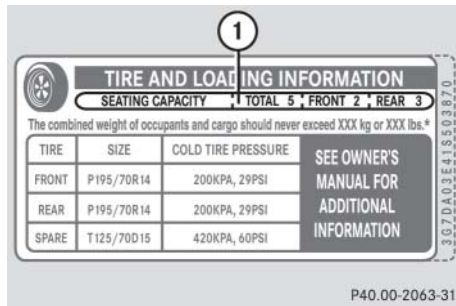 1
TIRE AND LOADING INFORMATION
SEATING CAPACITY TOTAL 5 FRONT 2 REAR 3
The combined weight of occupants and cargo should never exceed XXX kg or XXX lbs.*
TIRE SIZE COLD TIRE PRESSURE
FRONT P195/70R14 200KPA, 29PSI
REAR P195/70R14 200KPA, 29PSI
SPARE T125/70D15 420KPA, 60PSI
SEE OWNER'S
MANUAL FOR
ADDITIONAL
INFORMATION
3G7DA03E41S503870
P40.00-2063-31